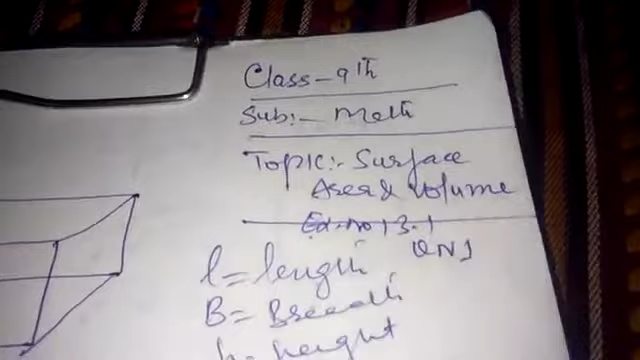 Class-9th
Sub:- Math
Topic:- Surface
Area & Volume
Ex. no 13.1
QN1
l = length
B = Breadth
h = height